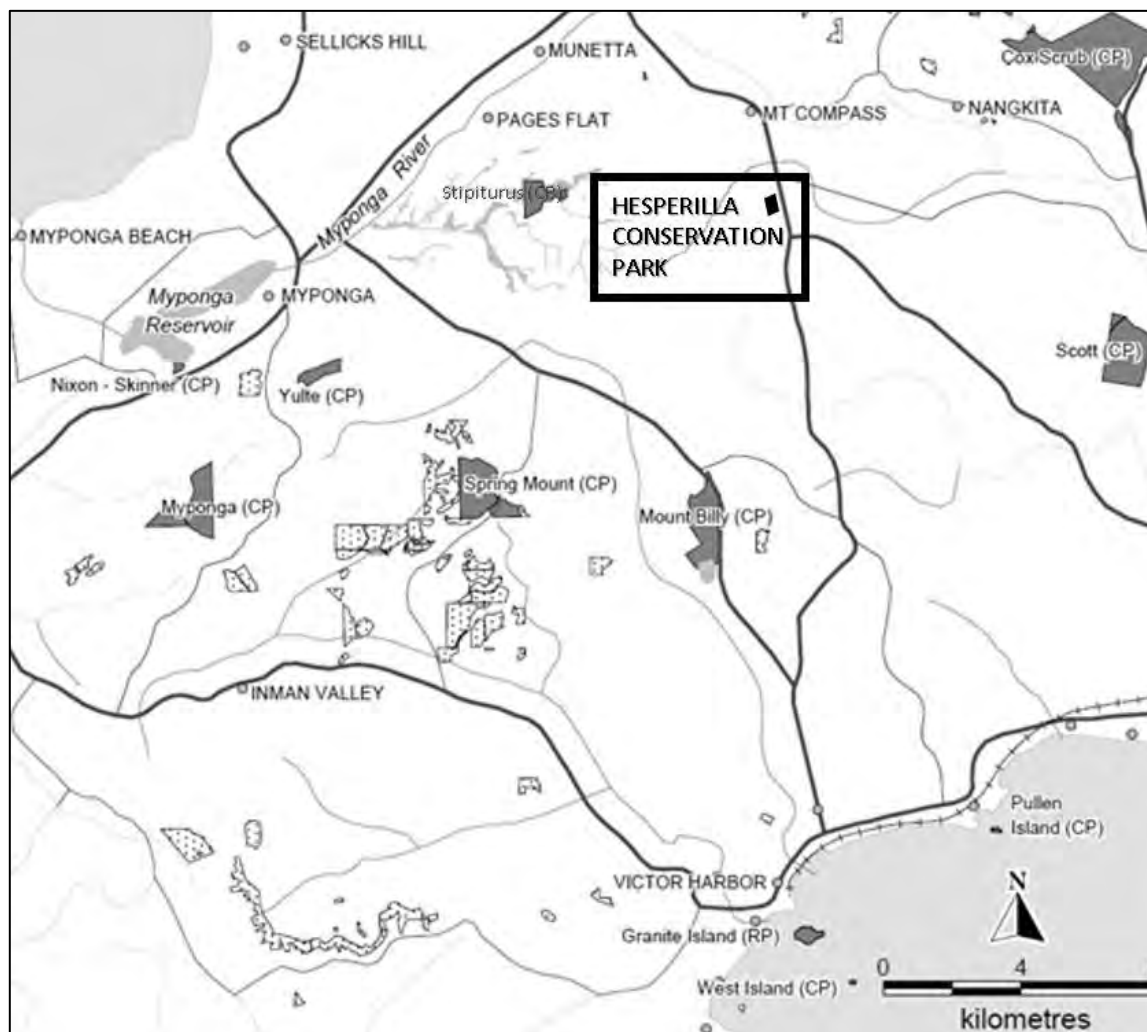 SELLICKS HILL
MUNETTA
Cox Scrub (CP)
PAGES FLAT
MT COMPASS
NANGKITA
Myponga River
Stipiturus (CP)
HESPERILLA
CONSERVATION
PARK
MYPONGA BEACH
Myponga
Reservoir
MYPONGA
Nixon - Skinner (CP)
Yulte (CP)
Scott (CP)
Myponga (CP)
Spring Mount (CP)
Mount Billy (CP)
INMAN VALLEY
Pullen
Island (CP)
VICTOR HARBOR
N
Granite Island (RP)
West Island (CP)
0 4
kilometres